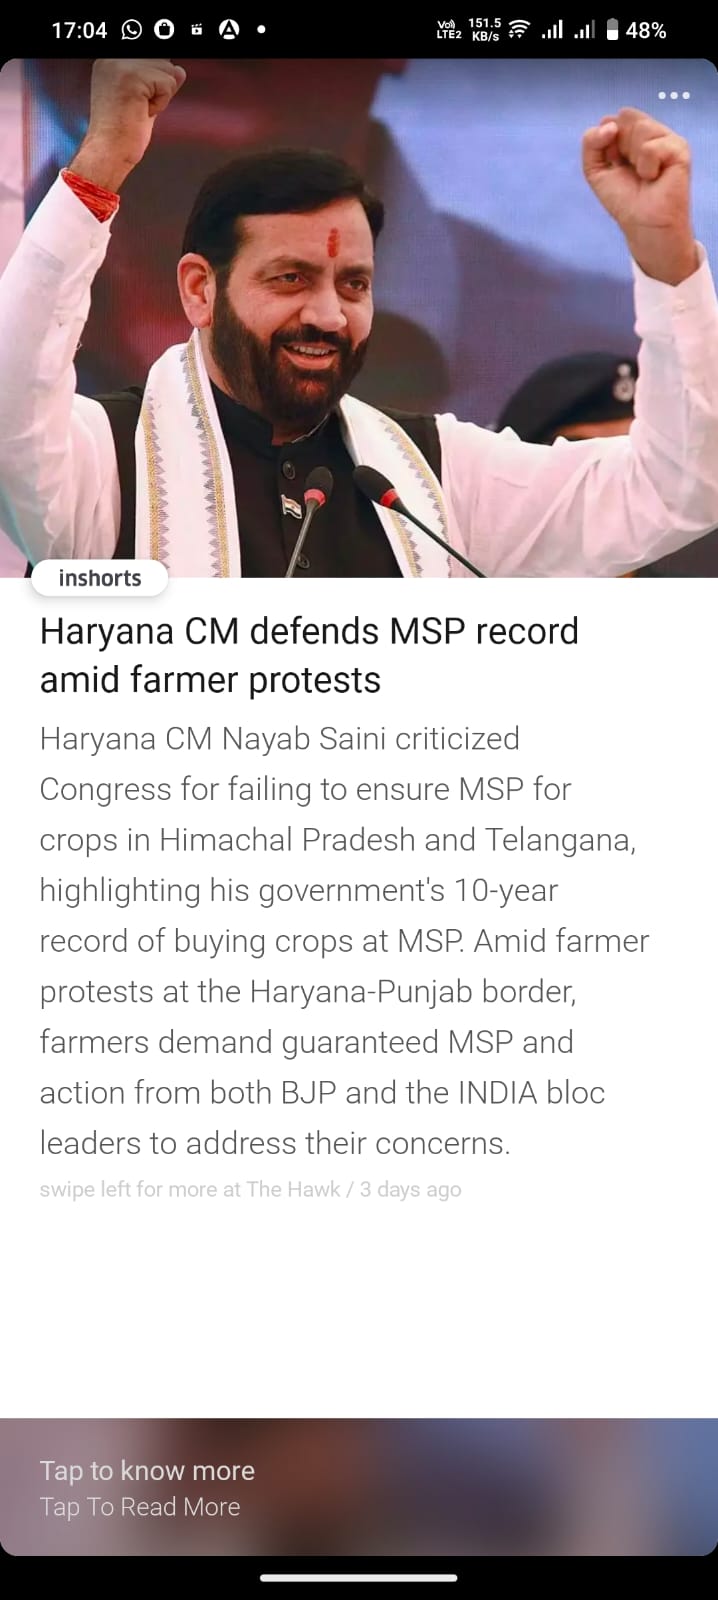 17:04
Vo) LTE2 151.5 KB/s 48%
inshorts
Haryana CM defends MSP record
amid farmer protests
Haryana CM Nayab Saini criticized
Congress for failing to ensure MSP for
crops in Himachal Pradesh and Telangana,
highlighting his government's 10-year
record of buying crops at MSP. Amid farmer
protests at the Haryana-Punjab border,
farmers demand guaranteed MSP and
action from both BJP and the INDIA bloc
leaders to address their concerns.
swipe left for more at The Hawk / 3 days ago
Tap to know more
Tap To Read More